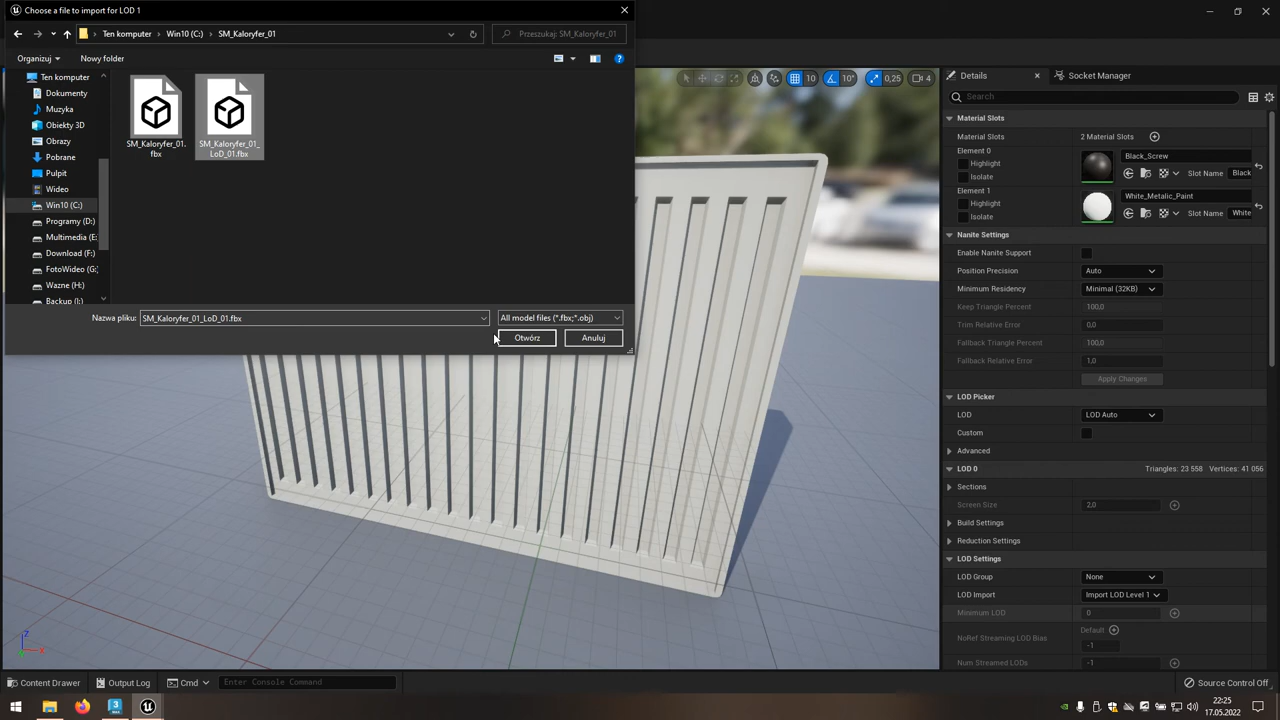 Choose a file to import for LOD 1
Ten komputer
Win10 (C:)
SM_Kaloryfer_01
Przeszukaj: SM_Kaloryfer_01
Organizuj
Nowy folder
Ten komputer
Dokumenty
Muzyka
Obiekty 3D
Obrazy
Pobrane
Pulpit
Wideo
Win10 (C:)
Programy (D:)
Multimedia (E:
Download (F:)
FotoWideo (G:
Wazne (H:)
Backup (I:)
SM_Kaloryfer_01.
fbx
SM_Kaloryfer_01_
LoD_01.fbx
Nazwa pliku:
SM_Kaloryfer_01_LoD_01.fbx
All model files (*.fbx;*.obj)
Otwórz
Anuluj
10
10°
0,25
4
Details
Socket Manager
Search
Material Slots
Material Slots
2 Material Slots
Element 0
Highlight
Isolate
Black_Screw
Slot Name
Black
Element 1
Highlight
Isolate
White_Metalic_Paint
Slot Name
White
Nanite Settings
Enable Nanite Support
Position Precision
Auto
Minimum Residency
Minimal (32KB)
Keep Triangle Percent
100,0
Trim Relative Error
0,0
Fallback Triangle Percent
100,0
Fallback Relative Error
1,0
Apply Changes
LOD Picker
LOD
LOD Auto
Custom
Advanced
LOD 0
Triangles: 23 558 Vertices: 41 056
Sections
Screen Size
2,0
Build Settings
Reduction Settings
LOD Settings
LOD Group
None
LOD Import
Import LOD Level 1
Minimum LOD
0
NoRef Streaming LOD Bias
Default
-1
Num Streamed LODs
-1
Z
X
Content Drawer
Output Log
Cmd
Enter Console Command
Source Control Off
3
22:25
17.05.2022